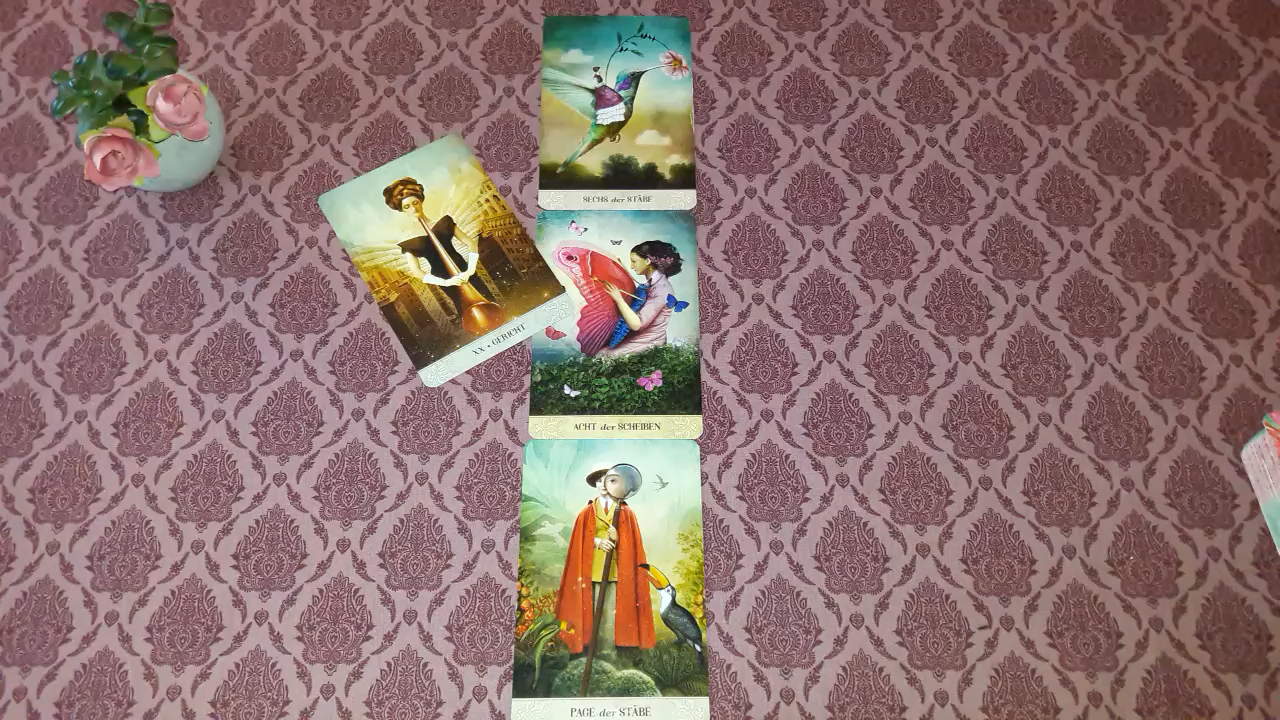 SECHS der STÄBE
XX • GERICHT
ACHT der SCHEIBEN
PAGE der STÄBE